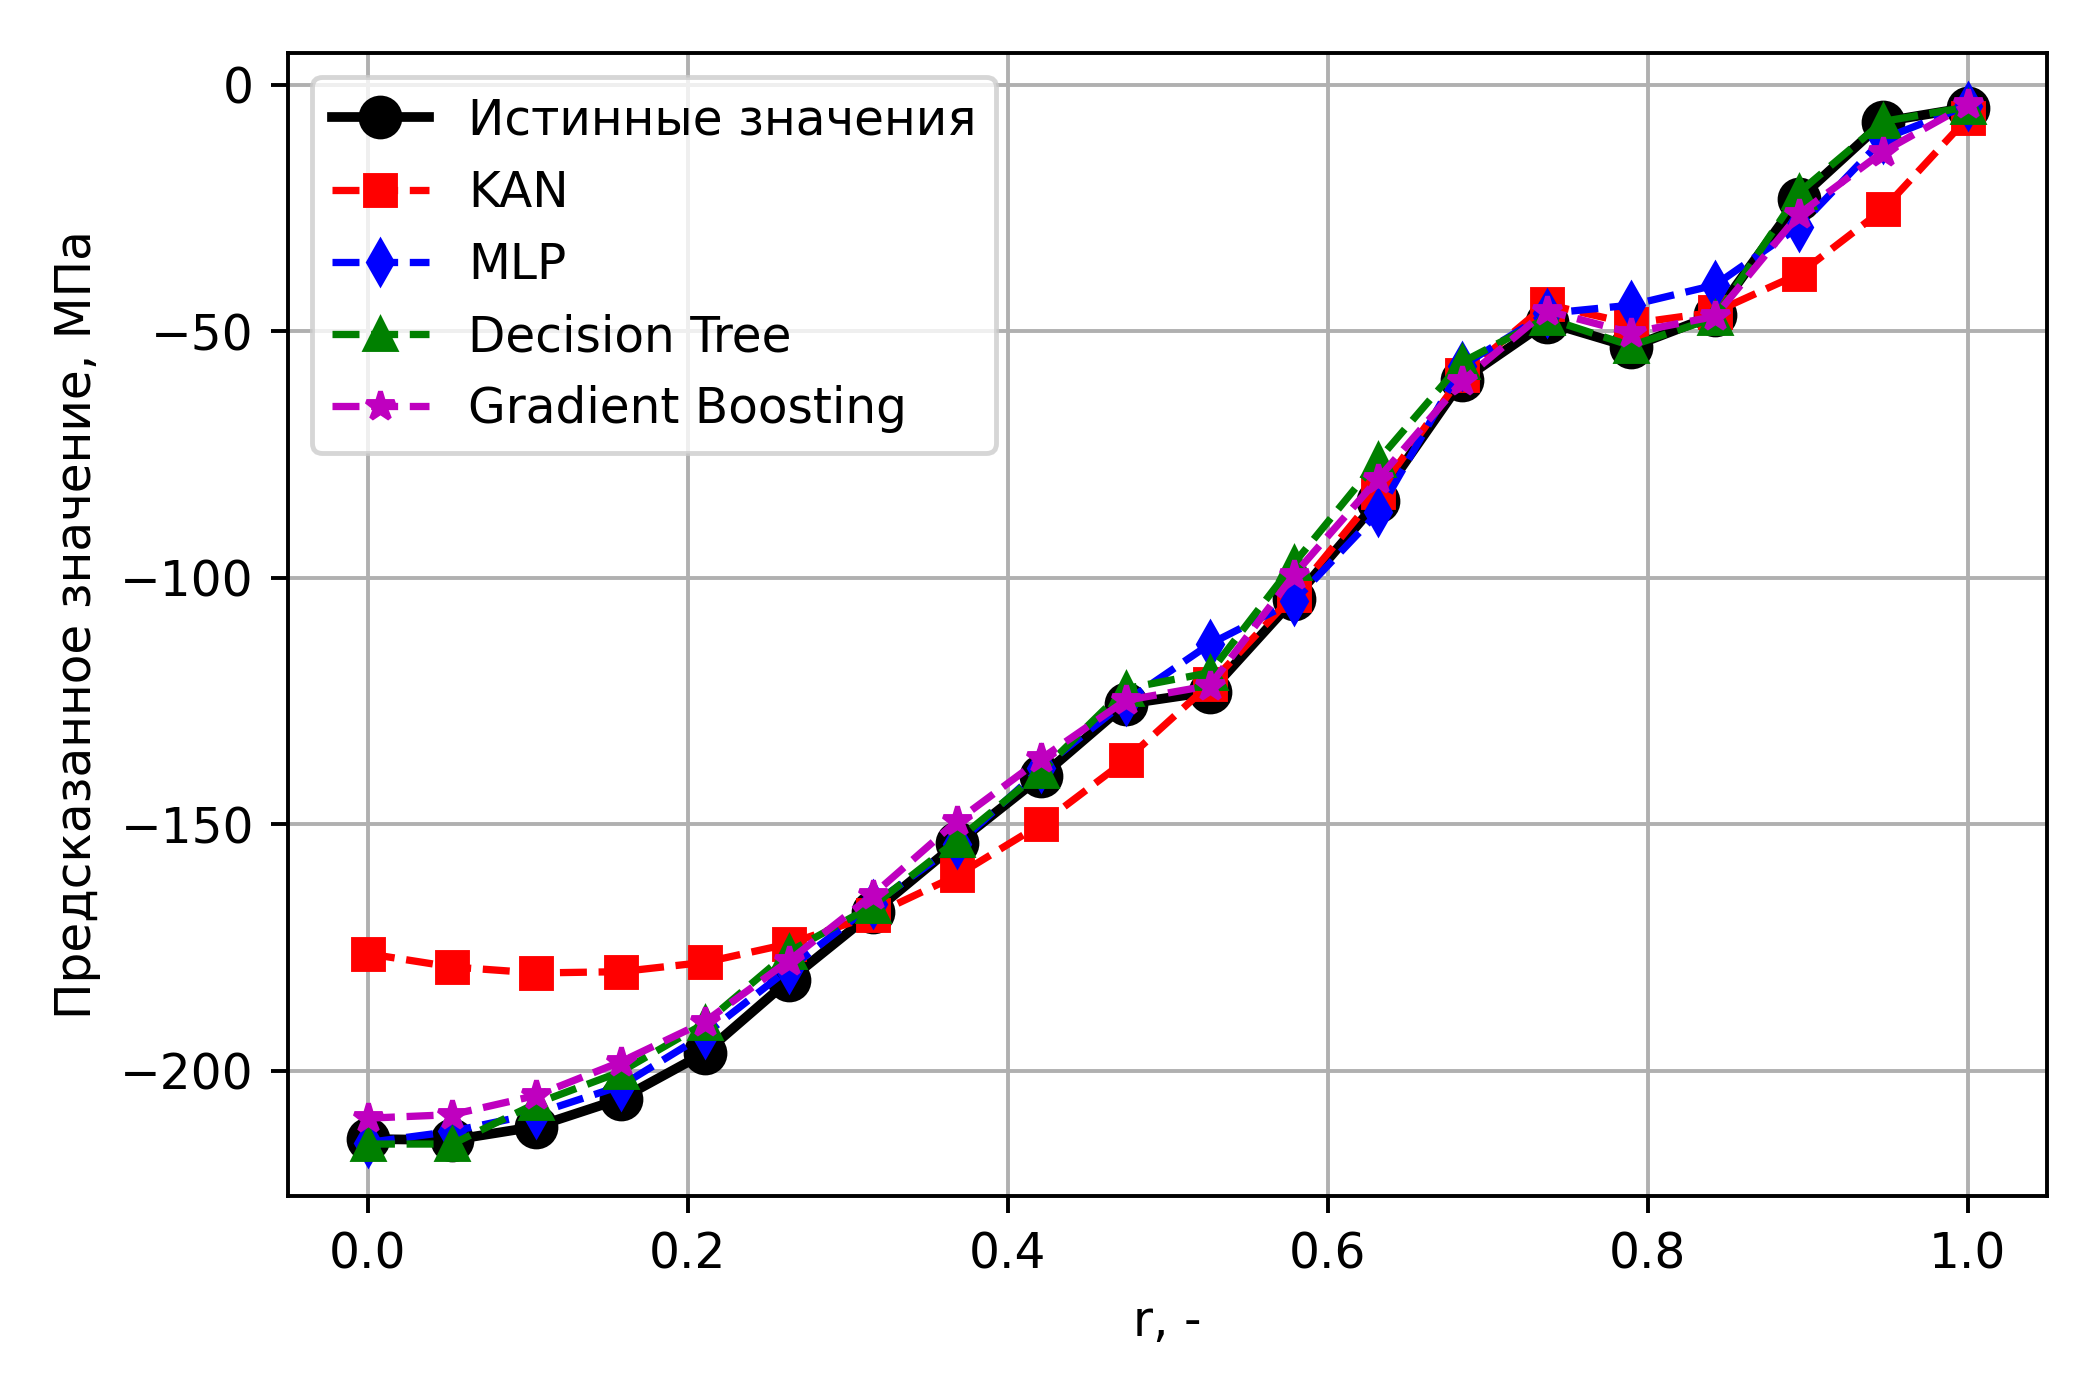 Предсказанное значение, МПа
0
−50
−100
−150
−200
Истинные значения
KAN
MLP
Decision Tree
Gradient Boosting
0.0 0.2 0.4 0.6 0.8 1.0
r, -